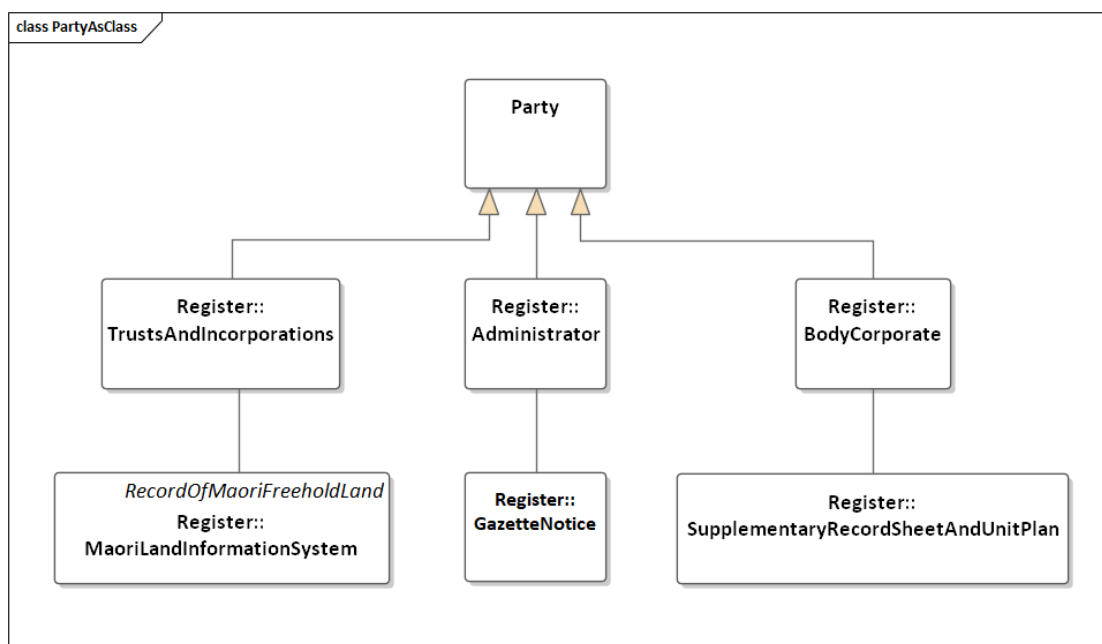 class PartyAsClass
Party
Register::
TrustsAndIncorporations
Register::
Administrator
Register::
BodyCorporate
RecordOfMaoriFreeholdLand
Register::
MaoriLandInformationSystem
Register::
GazetteNotice
Register::
SupplementaryRecordSheetAndUnitPlan